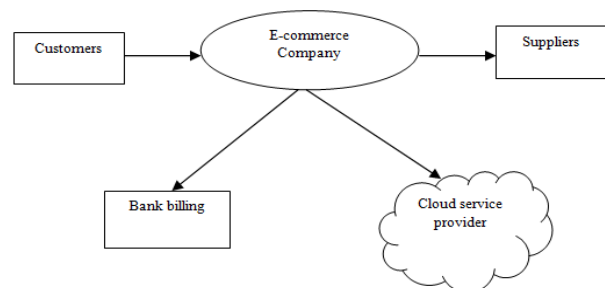 Customers
E-commerce
Company
Suppliers
Bank billing
Cloud service
provider